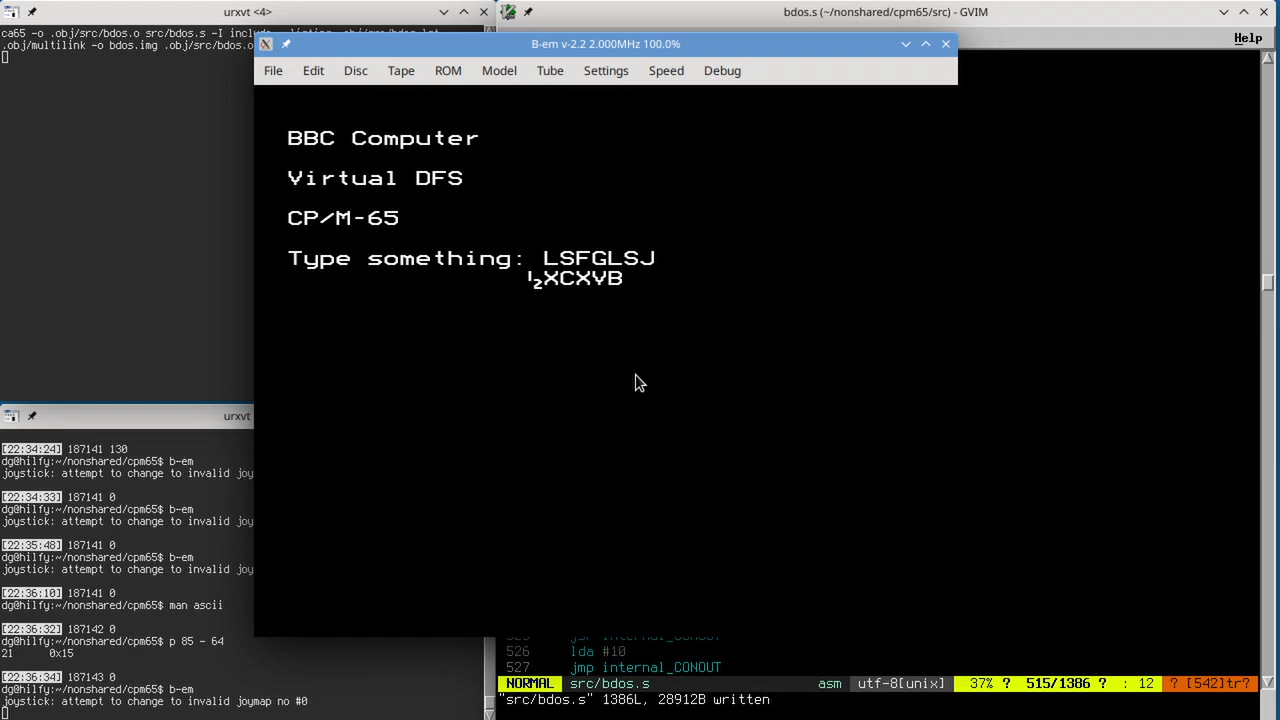 urxvt <4>
ca65 -o .obj/src/bdos.o src/bdos.s -I include
.obj/multilink -o bdos.img .obj/src/bdos.o
bdos.s (~/nonshared/cpm65/src) - GVIM
Help
B-em v-2.2 2.000MHz 100.0%
File Edit Disc Tape ROM Model Tube Settings Speed Debug
BBC Computer
Virtual DFS
CP/M-65
Type something: LSFGLSJ
½XCXVB
urxvt
[22:34:24] 187141 130
dg@hilfy:~/nonshared/cpm65$ b-em
joystick: attempt to change to invalid joy
[22:34:33] 187141 0
dg@hilfy:~/nonshared/cpm65$ b-em
joystick: attempt to change to invalid joy
[22:35:48] 187141 0
dg@hilfy:~/nonshared/cpm65$ b-em
joystick: attempt to change to invalid joy
[22:36:10] 187141 0
dg@hilfy:~/nonshared/cpm65$ man ascii
[22:36:32] 187142 0
dg@hilfy:~/nonshared/cpm65$ p 85 - 64
21 0x15
[22:36:34] 187143 0
dg@hilfy:~/nonshared/cpm65$ b-em
joystick: attempt to change to invalid joymap no #0
525 jsr internal_CONOUT
526 lda #10
527 jmp internal_CONOUT
NORMAL src/bdos.s asm utf-8[unix] 37% ? 515/1386 ? : 12 ? [542]tr?
"src/bdos.s" 1386L, 28912B written